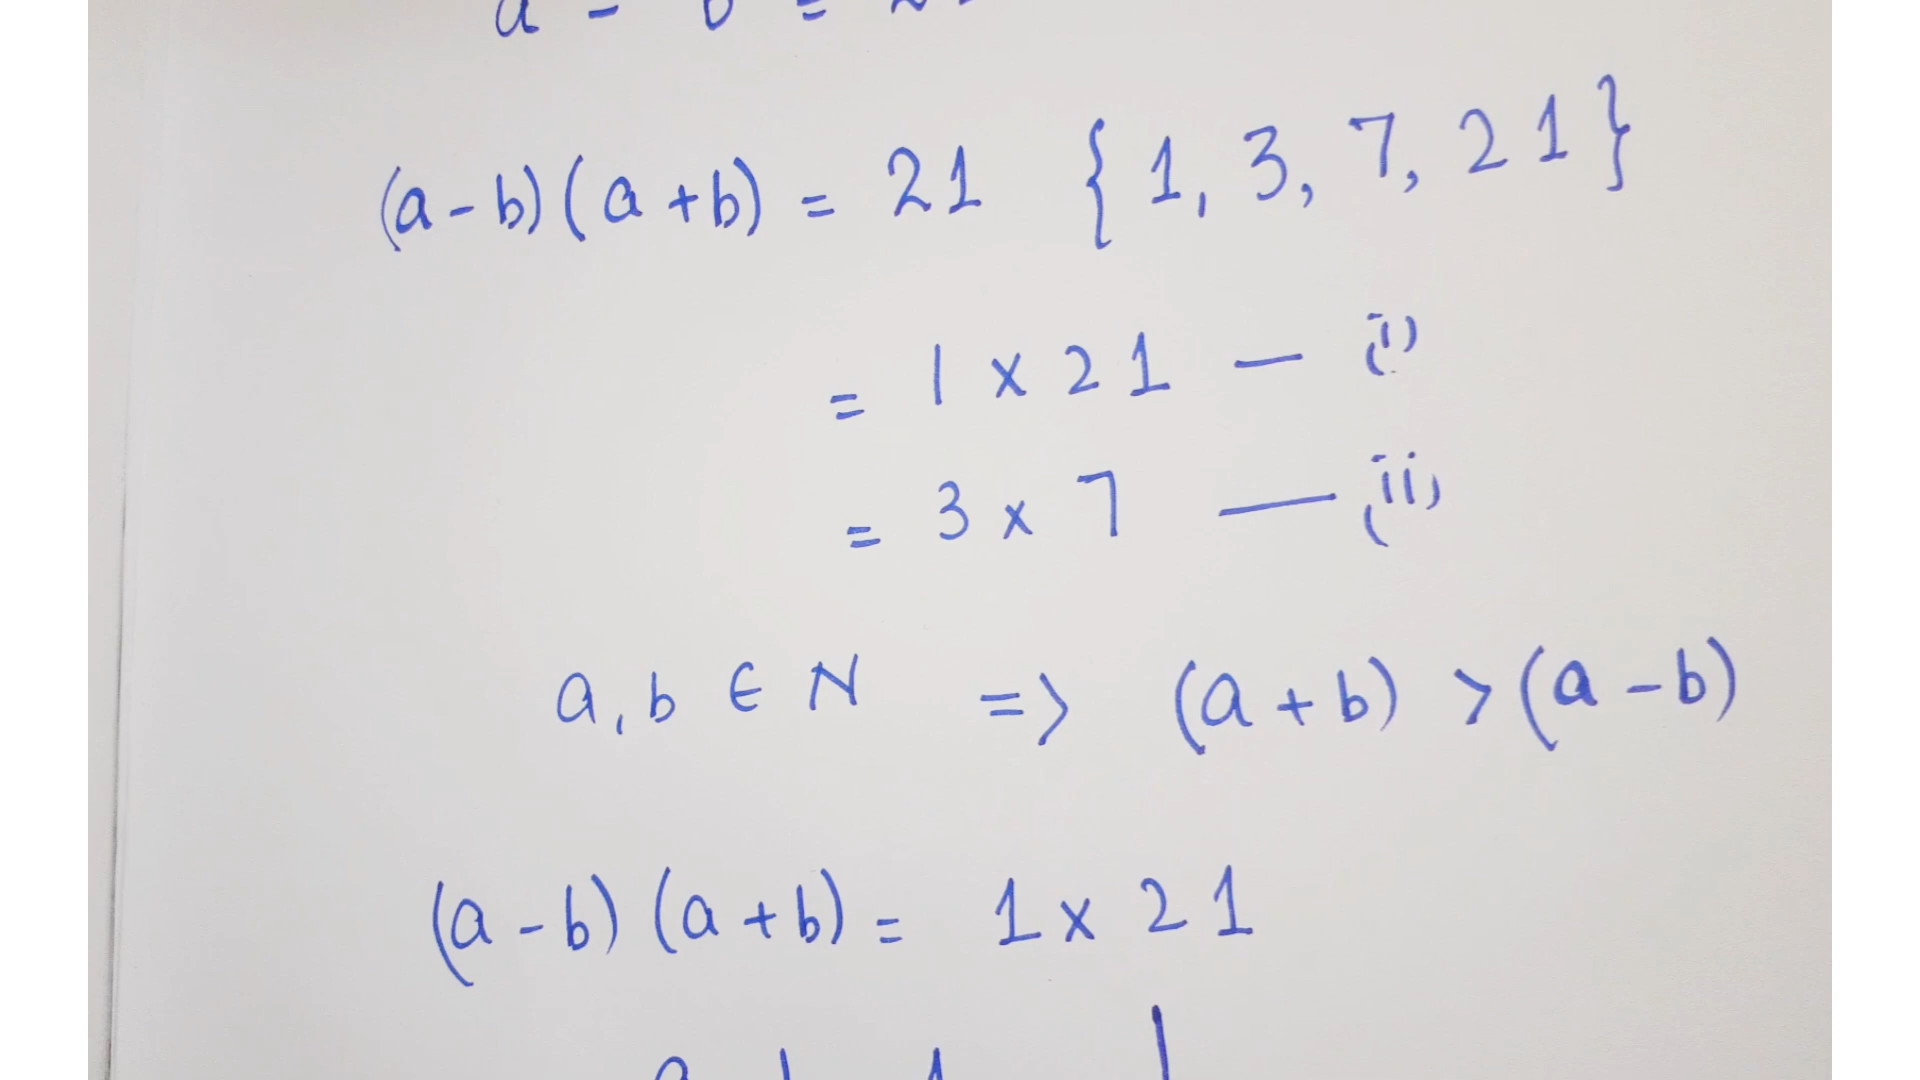 a - b =
(a-b)(a+b) = 21 {1, 3, 7, 21}
= 1 x 21 — (i)
= 3 x 7 — (ii)
a, b ∈ N => (a + b) > (a - b)
(a - b) (a + b) = 1 x 21